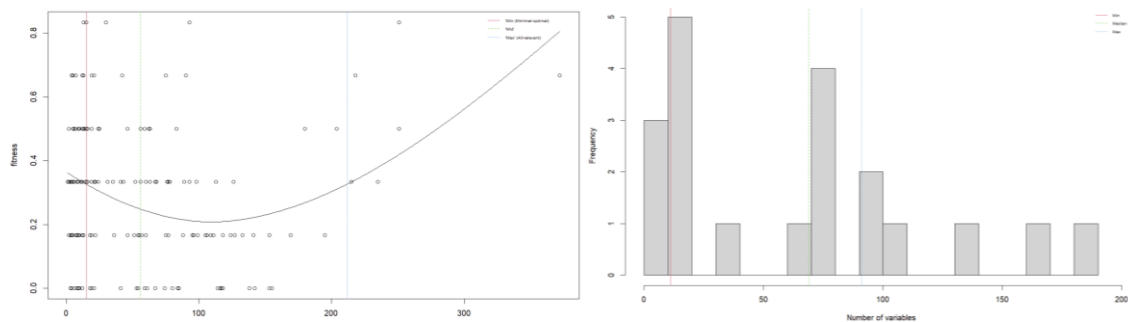 fitness
0.0
0.2
0.4
0.6
0.8
0
100
200
300
'Min' (Minimal-optimal)
'Mid'
'Max' (All-relevant)
Frequency
0
1
2
3
4
5
0
50
100
150
200
Number of variables
Min
Median
Max